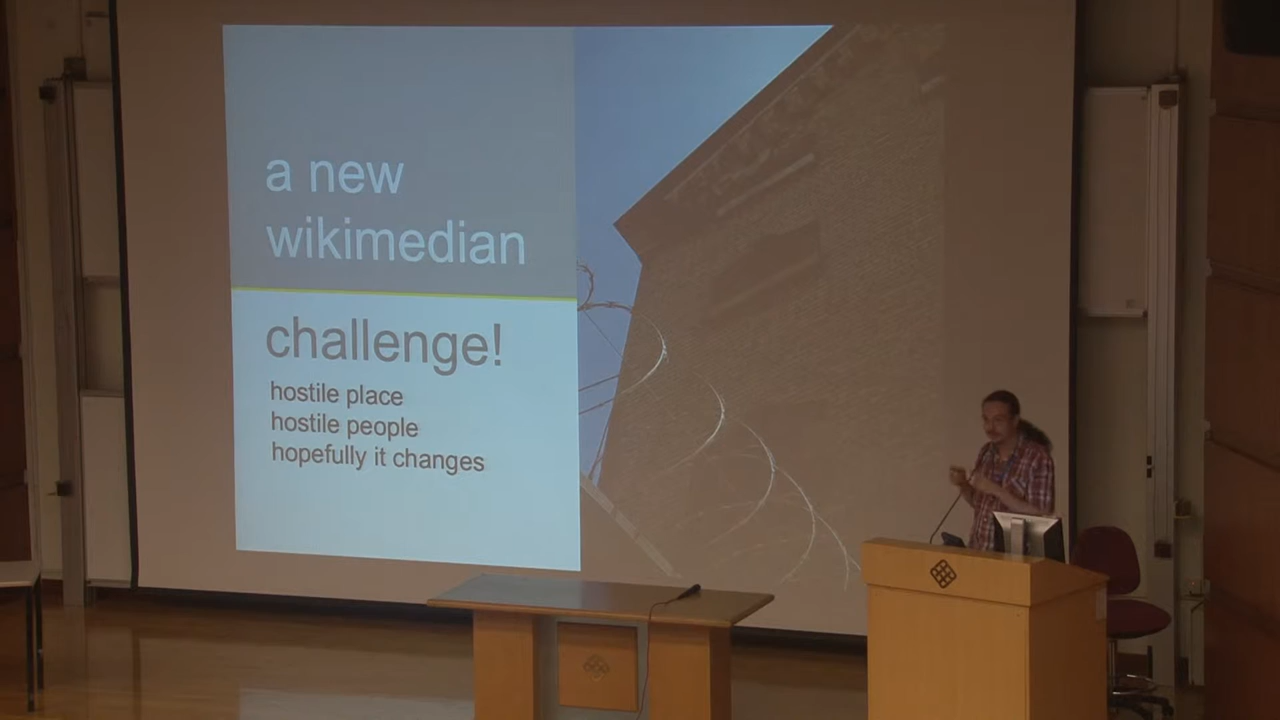 a new
wikimedian
challenge!
hostile place
hostile people
hopefully it changes